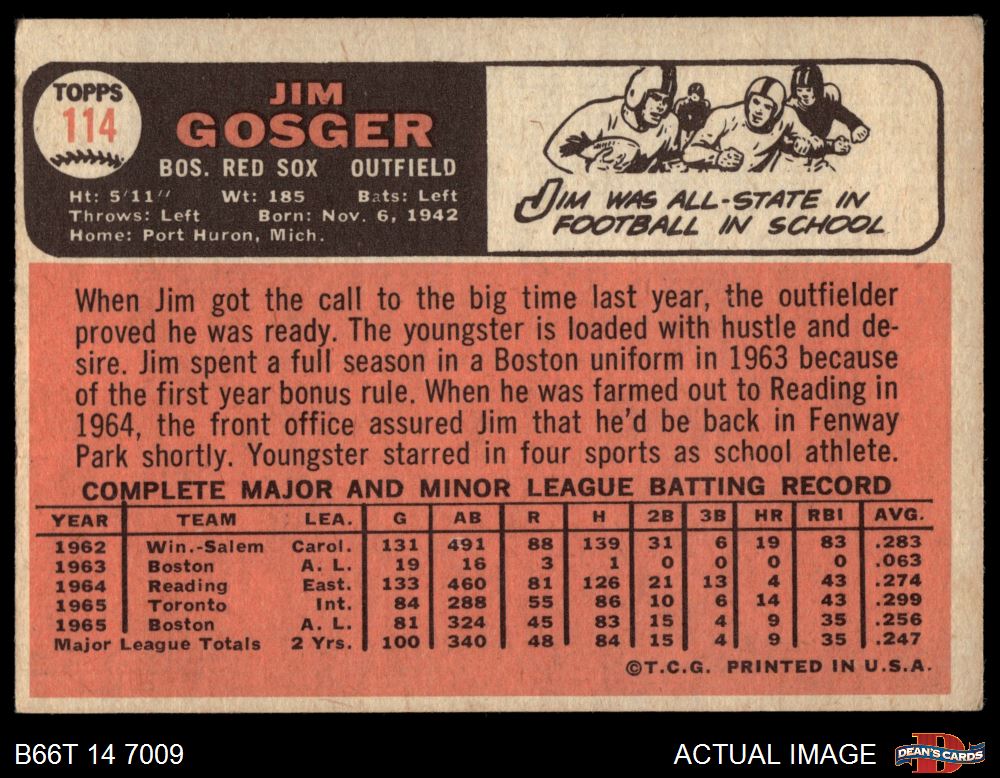 TOPPS
114
JIM
GOSGER
BOS. RED SOX OUTFIELD
Ht: 5'11" Wt: 185 Bats: Left
Throws: Left Born: Nov. 6, 1942
Home: Port Huron, Mich.
JIM WAS ALL-STATE IN
FOOTBALL IN SCHOOL
When Jim got the call to the big time last year, the outfielder
proved he was ready. The youngster is loaded with hustle and de-
sire. Jim spent a full season in a Boston uniform in 1963 because
of the first year bonus rule. When he was farmed out to Reading in
1964, the front office assured Jim that he'd be back in Fenway
Park shortly. Youngster starred in four sports as school athlete.
COMPLETE MAJOR AND MINOR LEAGUE BATTING RECORD
YEAR TEAM LEA. G AB R H 2B 3B HR RBI AVG.
1962 Win.-Salem Carol. 131 491 88 139 31 6 19 83 .283
1963 Boston A. L. 19 16 3 1 0 0 0 0 .063
1964 Reading East. 133 460 81 126 21 13 4 43 .274
1965 Toronto Int. 84 288 55 86 10 6 14 43 .299
1965 Boston A. L. 81 324 45 83 15 4 9 35 .256
Major League Totals 2 Yrs. 100 340 48 84 15 4 9 35 .247
©T.C.G. PRINTED IN U.S.A.
B66T 14 7009
ACTUAL IMAGE
DEAN'S CARDS